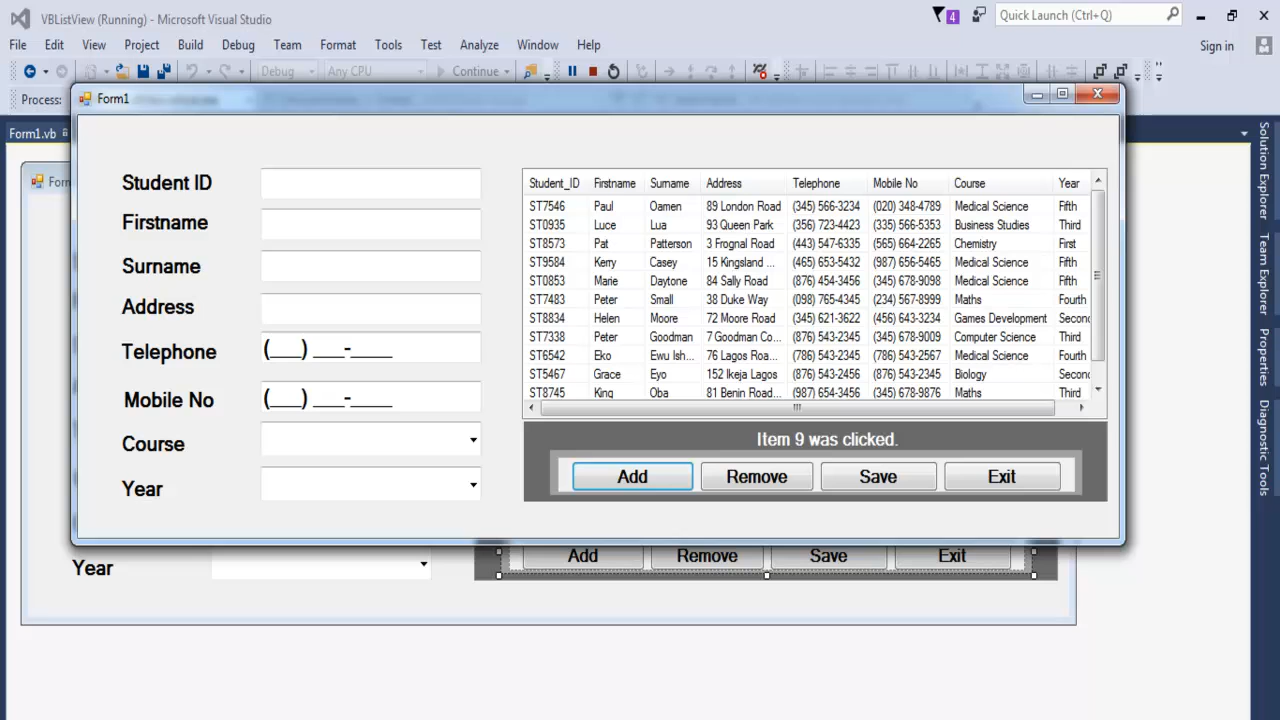 VBListView (Running) - Microsoft Visual Studio
4
Quick Launch (Ctrl+Q)
File Edit View Project Build Debug Team Format Tools Test Analyze Window Help
Sign in
Debug Any CPU Continue
Process:
Form1
Form1.vb
Form
Student ID
Firstname
Surname
Address
Telephone (___) ___-____
Mobile No (___) ___-____
Course
Year
Student_ID Firstname Surname Address Telephone Mobile No Course Year
ST7546 Paul Oamen 89 London Road (345) 566-3234 (020) 348-4789 Medical Science Fifth
ST0935 Luce Lua 93 Queen Park (356) 723-4423 (335) 566-5353 Business Studies Third
ST8573 Pat Patterson 3 Frognal Road (443) 547-6335 (565) 664-2265 Chemistry First
ST9584 Kerry Casey 15 Kingsland ... (465) 653-5432 (987) 656-5465 Medical Science Fifth
ST0853 Marie Daytone 84 Sally Road (876) 454-3456 (345) 678-9098 Medical Science Fifth
ST7483 Peter Small 38 Duke Way (098) 765-4345 (234) 567-8999 Maths Fourth
ST8834 Helen Moore 72 Moore Road (345) 621-3622 (456) 643-3234 Games Development Second
ST7338 Peter Goodman 7 Goodman Co... (876) 543-2345 (345) 678-9009 Computer Science Third
ST6542 Eko Ewu Ish... 76 Lagos Roa... (786) 543-2345 (786) 543-2567 Medical Science Fourth
ST5467 Grace Eyo 152 Ikeja Lagos (876) 543-2456 (876) 543-2345 Biology Second
ST8745 King Oba 81 Benin Road... (987) 654-3456 (345) 678-9876 Maths Third
Item 9 was clicked.
Add Remove Save Exit
Year
Add Remove Save Exit
Solution Explorer
Team Explorer
Properties
Diagnostic Tools